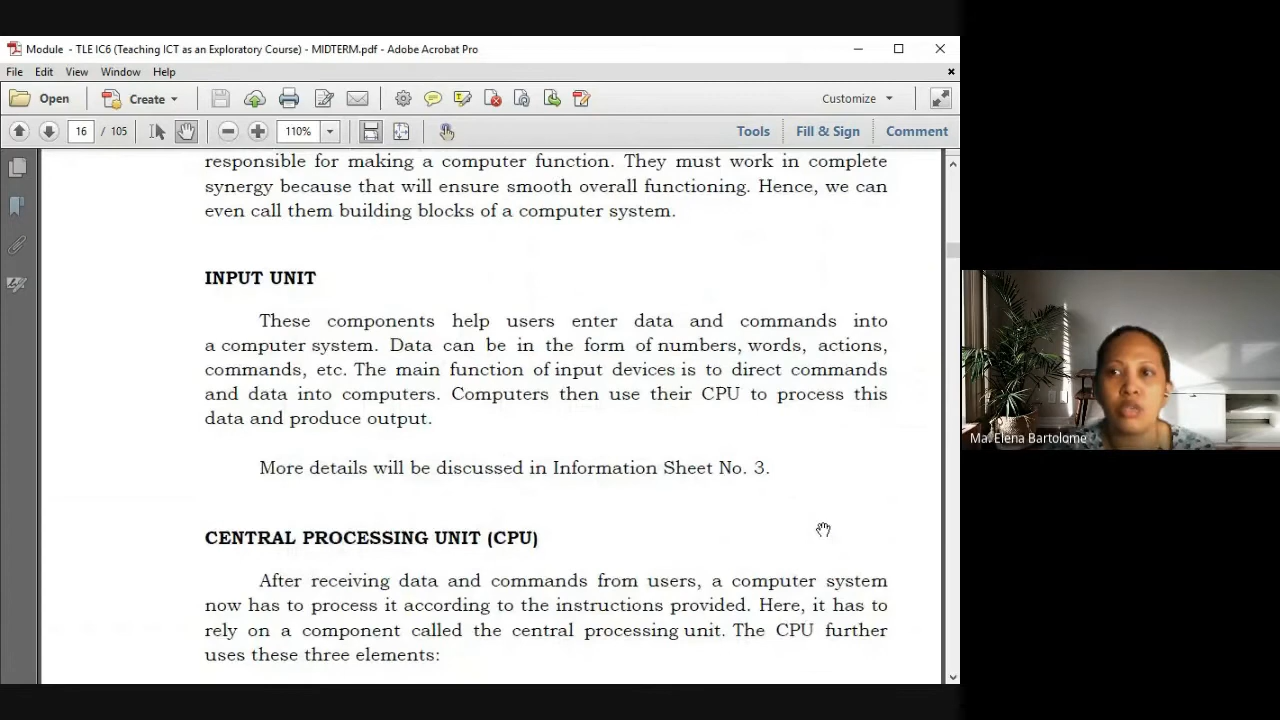 Module - TLE IC6 (Teaching ICT as an Exploratory Course) - MIDTERM.pdf - Adobe Acrobat Pro
File Edit View Window Help
Open Create Customize
16 / 105 110% Tools Fill & Sign Comment
responsible for making a computer function. They must work in complete
synergy because that will ensure smooth overall functioning. Hence, we can
even call them building blocks of a computer system.
INPUT UNIT
These components help users enter data and commands into
a computer system. Data can be in the form of numbers, words, actions,
commands, etc. The main function of input devices is to direct commands
and data into computers. Computers then use their CPU to process this
data and produce output.
More details will be discussed in Information Sheet No. 3.
CENTRAL PROCESSING UNIT (CPU)
After receiving data and commands from users, a computer system
now has to process it according to the instructions provided. Here, it has to
rely on a component called the central processing unit. The CPU further
uses these three elements:
Ma. Elena Bartolome